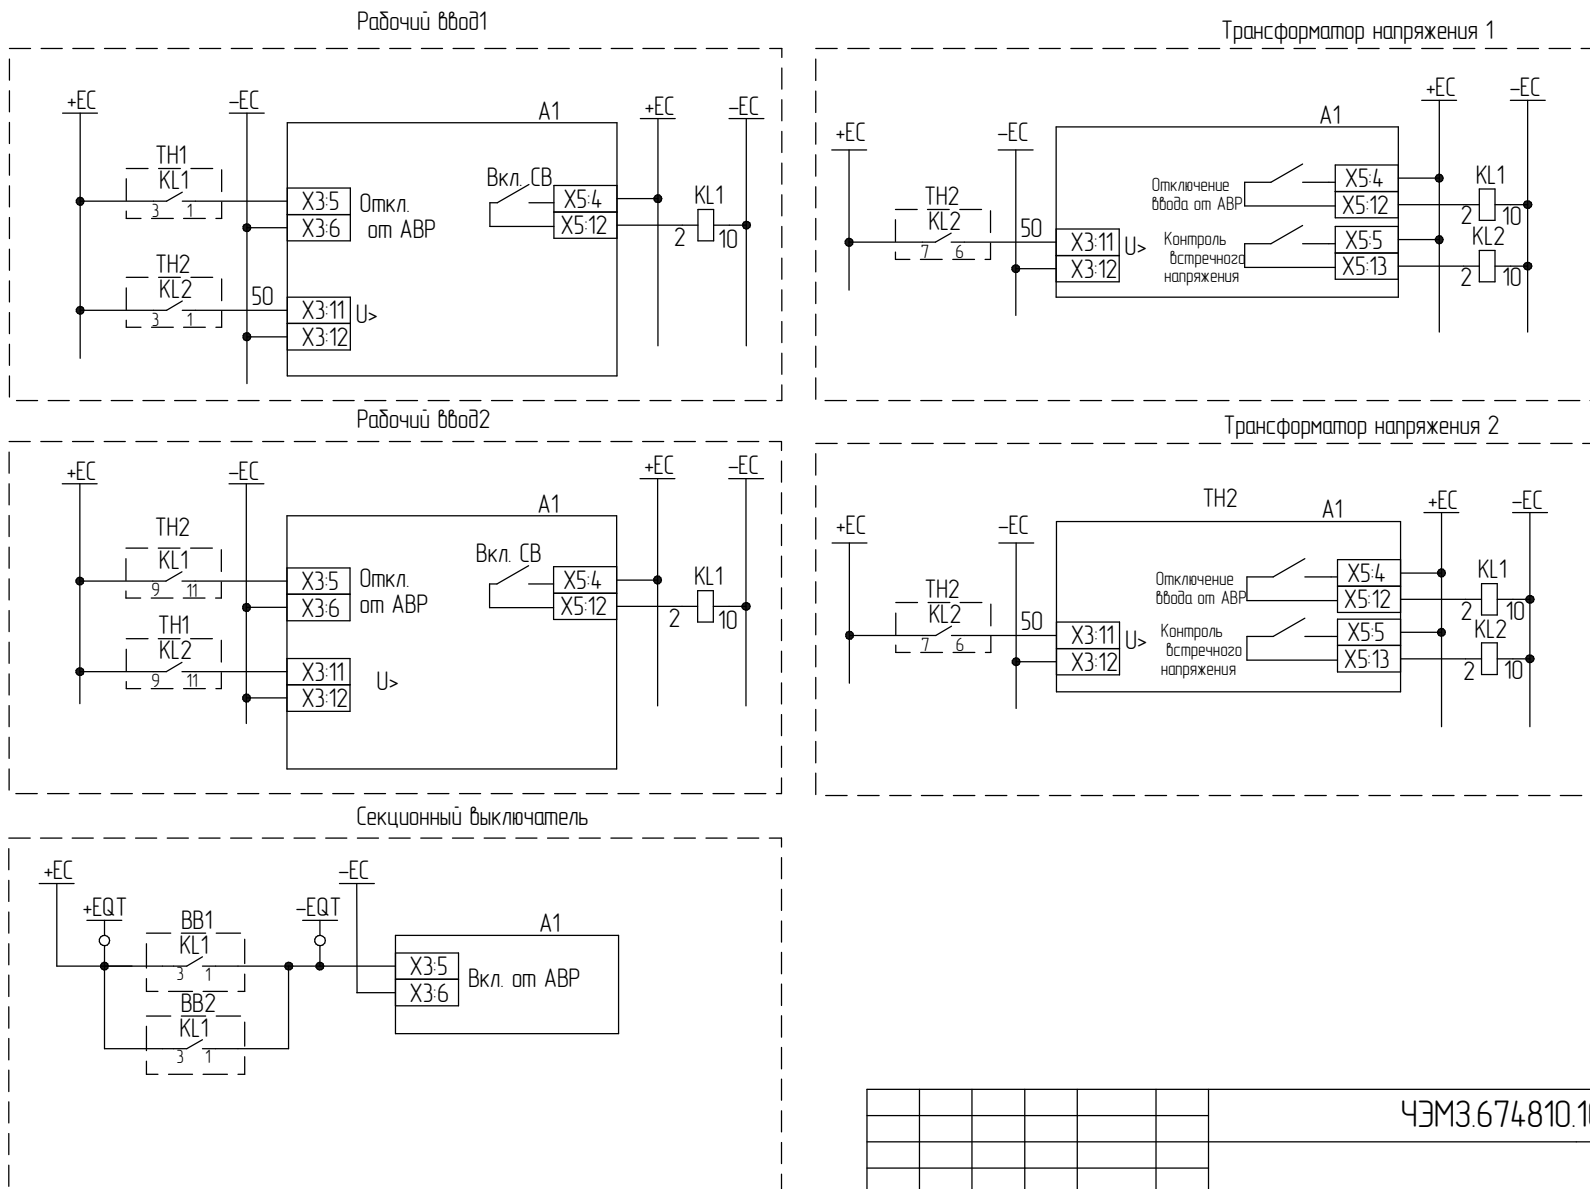 Рабочий ввод1
+EC
-EC
A1
+EC
-EC
TH1
KL1
3 1
X3:5
X3:6
Откл.
от АВР
Вкл. СВ
X5:4
X5:12
KL1
2
10
TH2
KL2
3 1
50
X3:11
X3:12
U>
Трансформатор напряжения 1
+EC
-EC
A1
+EC
-EC
TH2
KL2
7 6
50
X3:11
X3:12
U>
Отключение
ввода от АВР
X5:4
X5:12
KL1
2
10
Контроль
встречного
напряжения
X5:5
X5:13
KL2
2
10
Рабочий ввод2
+EC
-EC
A1
+EC
-EC
TH2
KL1
9 11
X3:5
X3:6
Откл.
от АВР
Вкл. СВ
X5:4
X5:12
KL1
2
10
TH1
KL2
9 11
X3:11
X3:12
U>
Трансформатор напряжения 2
+EC
-EC
TH2
A1
+EC
-EC
TH2
KL2
7 6
50
X3:11
X3:12
U>
Отключение
ввода от АВР
X5:4
X5:12
KL1
2
10
Контроль
встречного
напряжения
X5:5
X5:13
KL2
2
10
Секционный выключатель
+EC
-EC
+EQT
-EQT
A1
BB1
KL1
3 1
BB2
KL1
3 1
X3:5
X3:6
Вкл. от АВР
ЧЭМ3.674810.1